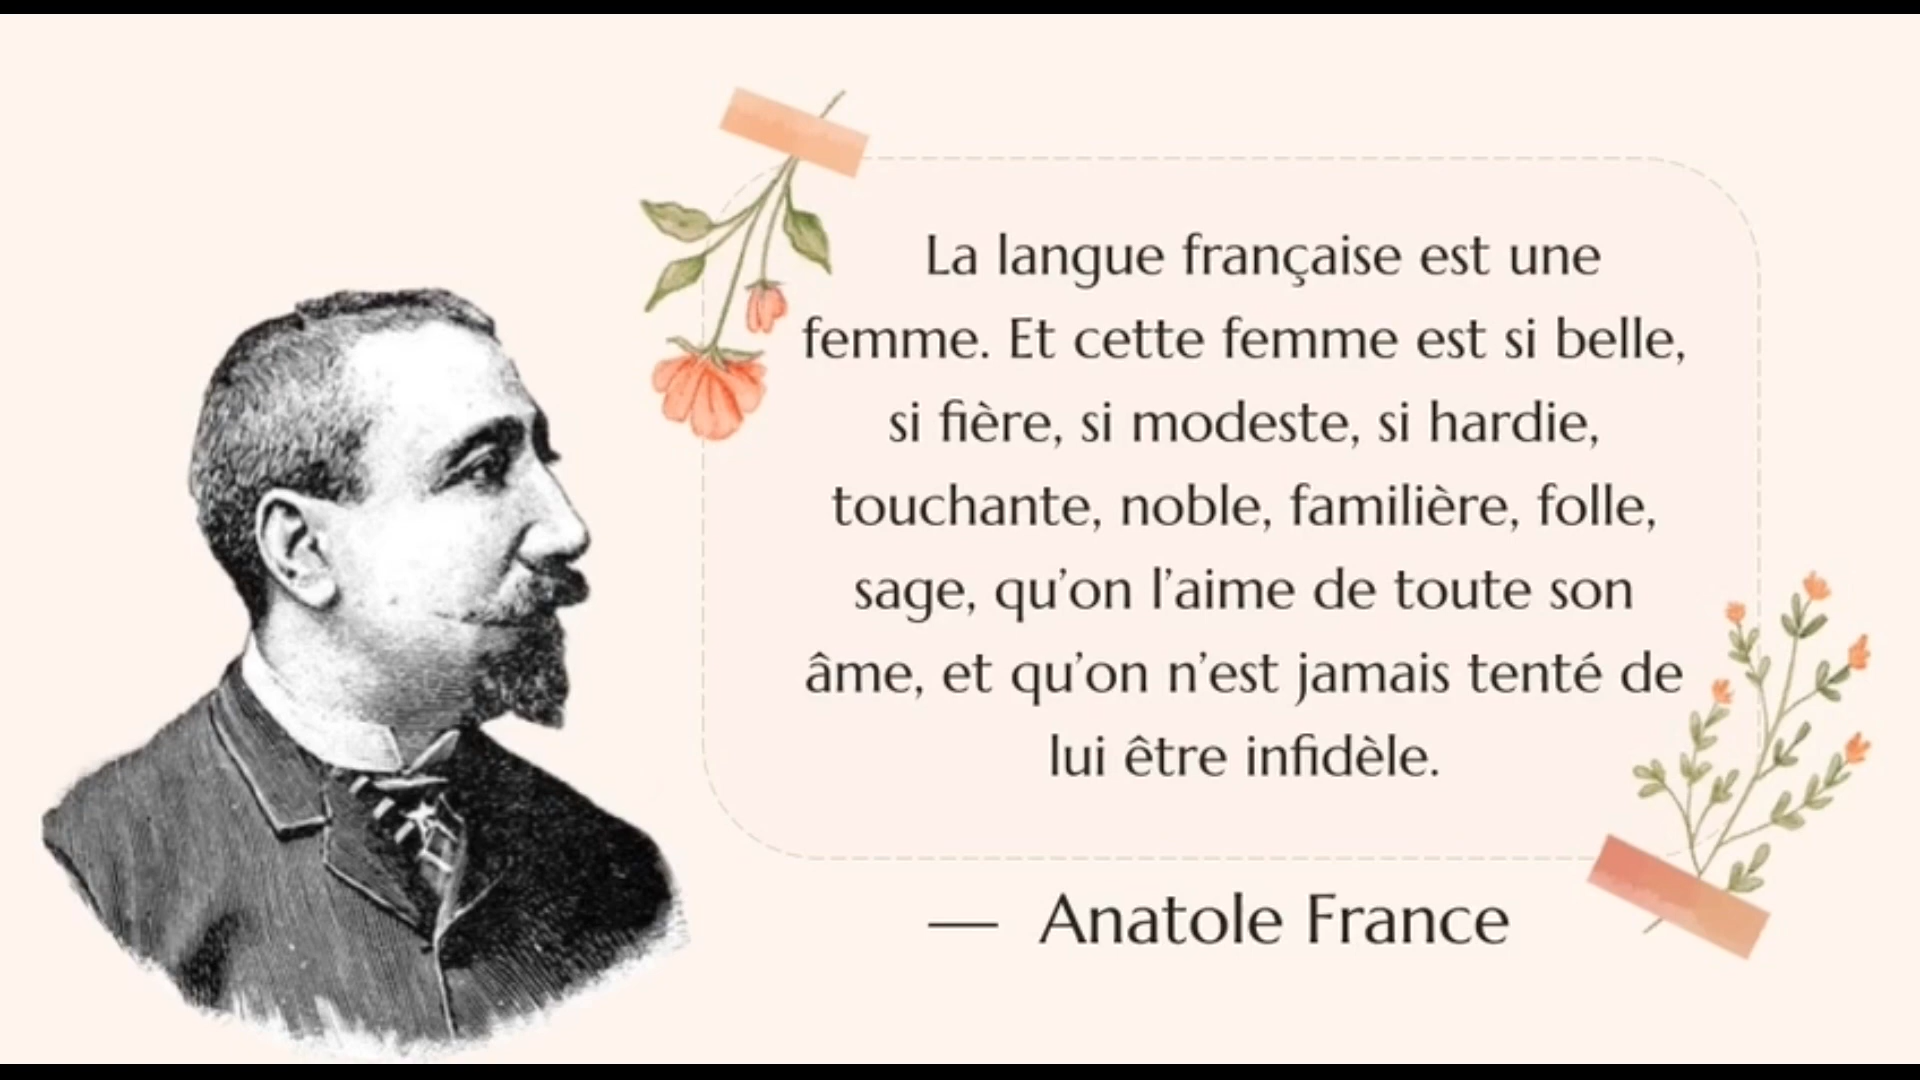 La langue française est une
femme. Et cette femme est si belle,
si fière, si modeste, si hardie,
touchante, noble, familière, folle,
sage, qu’on l’aime de toute son
âme, et qu’on n’est jamais tenté de
lui être infidèle.
— Anatole France